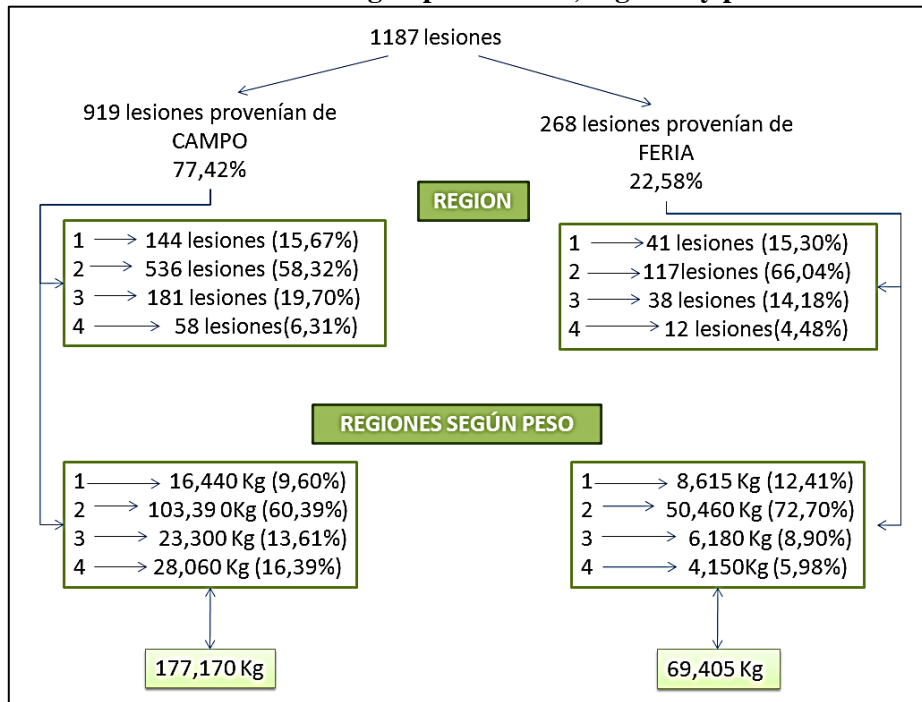 1187 lesiones
919 lesiones provenían de
CAMPO
77,42%
268 lesiones provenían de
FERIA
22,58%
REGION
1 → 144 lesiones (15,67%)
2 → 536 lesiones (58,32%)
3 → 181 lesiones (19,70%)
4 → 58 lesiones(6,31%)
1 → 41 lesiones (15,30%)
2 → 117lesiones (66,04%)
3 → 38 lesiones (14,18%)
4 → 12 lesiones(4,48%)
REGIONES SEGÚN PESO
1 → 16,440 Kg (9,60%)
2 → 103,39 0Kg (60,39%)
3 → 23,300 Kg (13,61%)
4 → 28,060 Kg (16,39%)
1 → 8,615 Kg (12,41%)
2 → 50,460 Kg (72,70%)
3 → 6,180 Kg (8,90%)
4 → 4,150Kg (5,98%)
177,170 Kg
69,405 Kg